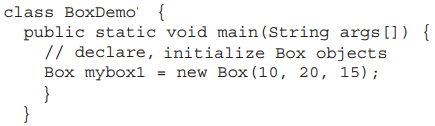 class BoxDemo {
public static void main(String args[]) {
// declare, initialize Box objects
Box mybox1 = new Box(10, 20, 15);
}
}